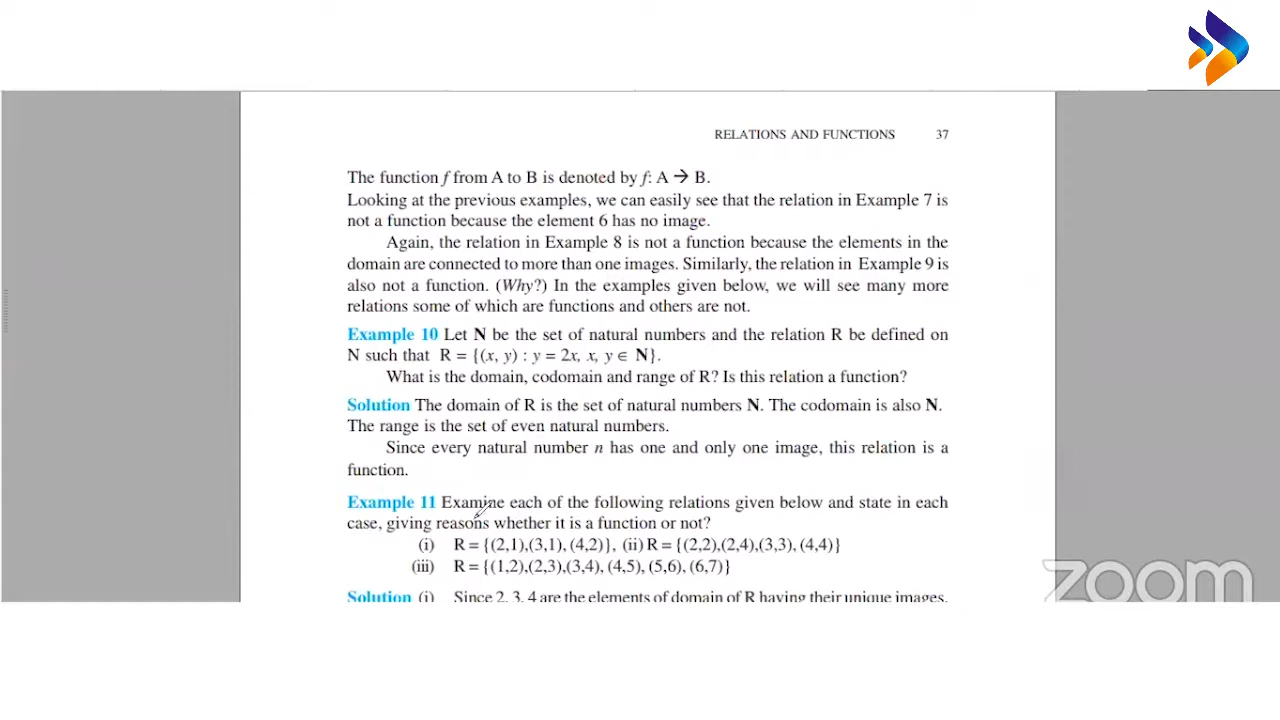 RELATIONS AND FUNCTIONS 37
The function f from A to B is denoted by f: A → B.
Looking at the previous examples, we can easily see that the relation in Example 7 is
not a function because the element 6 has no image.
Again, the relation in Example 8 is not a function because the elements in the
domain are connected to more than one images. Similarly, the relation in Example 9 is
also not a function. (Why?) In the examples given below, we will see many more
relations some of which are functions and others are not.
Example 10 Let N be the set of natural numbers and the relation R be defined on
N such that R = {(x, y) : y = 2x, x, y ∈ N}.
What is the domain, codomain and range of R? Is this relation a function?
Solution The domain of R is the set of natural numbers N. The codomain is also N.
The range is the set of even natural numbers.
Since every natural number n has one and only one image, this relation is a
function.
Example 11 Examine each of the following relations given below and state in each
case, giving reasons whether it is a function or not?
(i) R = {(2,1),(3,1), (4,2)}, (ii) R = {(2,2),(2,4),(3,3), (4,4)}
(iii) R = {(1,2),(2,3),(3,4), (4,5), (5,6), (6,7)}
Solution (i) Since 2, 3, 4 are the elements of domain of R having their unique images,
zoom